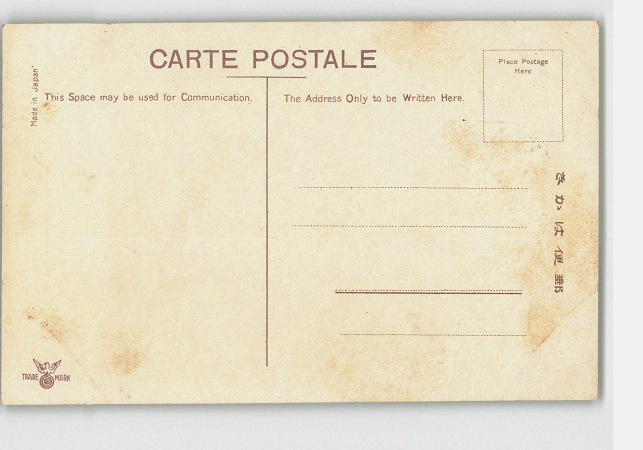 CARTE POSTALE
Made in Japan
This Space may be used for Communication.
The Address Only to be Written Here.
Place Postage
Here
きかは便郵
TRADE MARK